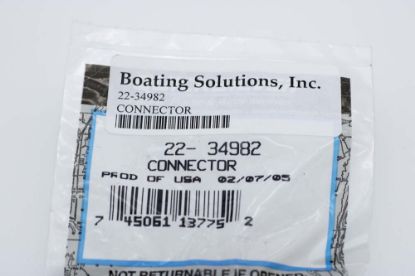 Boating Solutions, Inc.
22-34982
CONNECTOR
22- 34982
CONNECTOR
PROD OF USA 02/07/05
7 45061 13775 2
NOT RETURNABLE IF OPENED